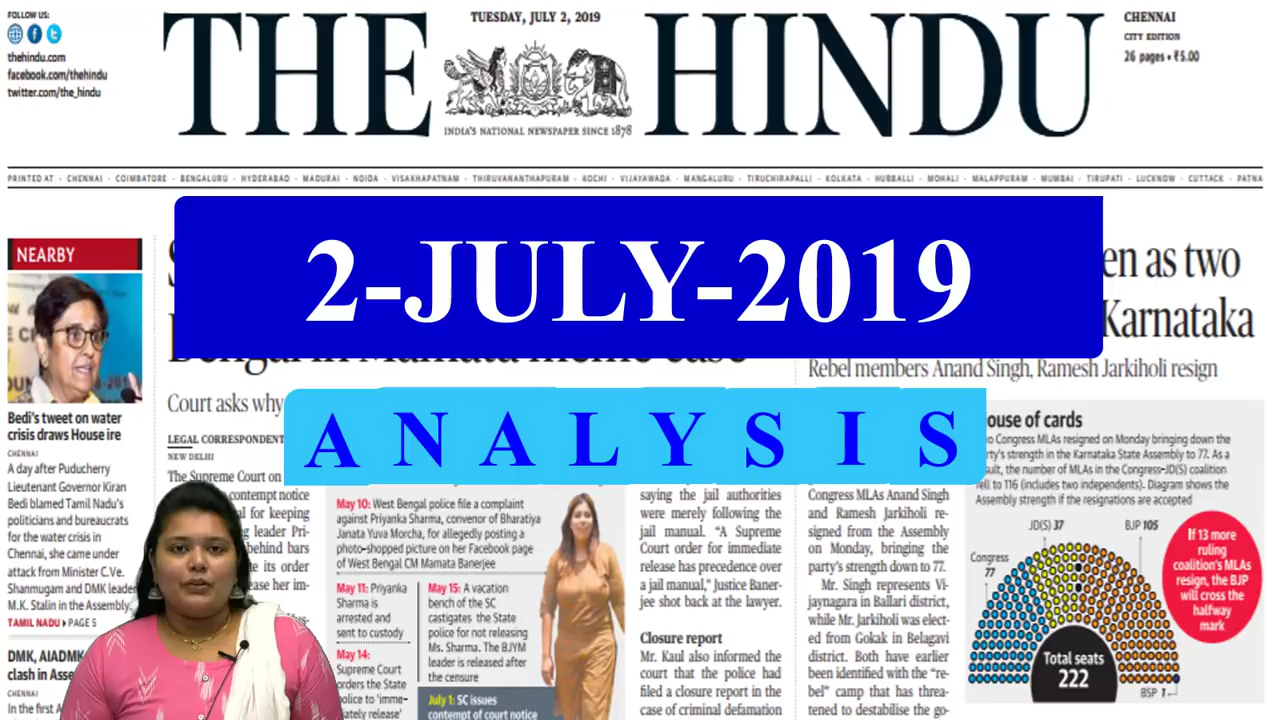 FOLLOW US:
thehindu.com
facebook.com/thehindu
twitter.com/the_hindu
TUESDAY, JULY 2, 2019
THE HINDU
INDIA'S NATIONAL NEWSPAPER SINCE 1878
CHENNAI
CITY EDITION
26 pages • ₹5.00
PRINTED AT · CHENNAI · COIMBATORE · BENGALURU · HYDERABAD · MADURAI · NOIDA · VISAKHAPATNAM · THIRUVANANTHAPURAM · KOCHI · VIJAYAWADA · MANGALURU · TIRUCHIRAPALLI · KOLKATA · HUBBALLI · MOHALI · MALAPPURAM · MUMBAI · TIRUPATI · LUCKNOW · CUTTACK · PATNA
2-JULY-2019
ANALYSIS
NEARBY
Bedi's tweet on water
crisis draws House ire
CHENNAI
A day after Puducherry
Lieutenant Governor Kiran
Bedi blamed Tamil Nadu's
politicians and bureaucrats
for the water crisis in
Chennai, she came under
attack from Minister C.Ve.
Shanmugam and DMK leader
M.K. Stalin in the Assembly.
TAMIL NADU PAGE 5
DMK, AIADMK
clash in
CHENNAI
In the first
Bengal in Mamata meme case
Court asks why
LEGAL CORRESPONDENT
NEW DELHI
The Supreme Court on
contempt notice
for keeping
leader Pri-
behind bars
its order
her im-
May 10: West Bengal police file a complaint
against Priyanka Sharma, convenor of Bharatiya
Janata Yuva Morcha, for allegedly posting a
photo-shopped picture on her Facebook page
of West Bengal CM Mamata Banerjee
May 11: Priyanka
Sharma is
arrested and
sent to custody
May 14:
Supreme Court
orders the State
police to 'imme-
diately release'
May 15: A vacation
bench of the SC
castigates the State
police for not releasing
Ms. Sharma. The BJYM
leader is released after
the censure
July 1: SC issues
contempt of court notice
saying the jail authorities
were merely following the
jail manual. "A Supreme
Court order for immediate
release has precedence over
a jail manual," Justice Baner-
jee shot back at the lawyer.
Closure report
Mr. Kaul also informed the
court that the police had
filed a closure report in the
case of criminal defamation
as two
Karnataka
Rebel members Anand Singh, Ramesh Jarkiholi resign
Congress MLAs Anand Singh
and Ramesh Jarkiholi re-
signed from the Assembly
on Monday, bringing the
party's strength down to 77.
Mr. Singh represents Vi-
jaynagara in Ballari district,
while Mr. Jarkiholi was elect-
ed from Gokak in Belagavi
district. Both have earlier
been identified with the "re-
bel" camp that has threa-
tened to destabilise the go-
ouse of cards
Congress MLAs resigned on Monday bringing down the
party's strength in the Karnataka State Assembly to 77. As a
result, the number of MLAs in the Congress-JD(S) coalition
fell to 116 (includes two independents). Diagram shows the
Assembly strength if the resignations are accepted
JD(S) 37
BJP 105
Congress
77
If 13 more
ruling
coalition's MLAs
resign, the BJP
will cross the
halfway
mark
Total seats
222
BSP 1